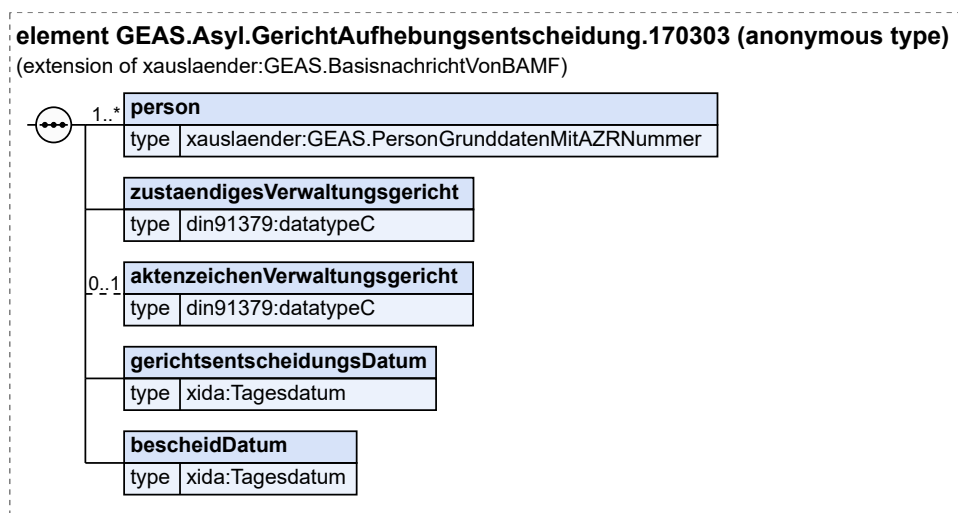 element GEAS.Asyl.GerichtAufhebungsentscheidung.170303 (anonymous type)
(extension of xauslaender:GEAS.BasisnachrichtVonBAMF)
1..* person
type xauslaender:GEAS.PersonGrunddatenMitAZRNummer
zustaendigesVerwaltungsgericht
type din91379:datatypeC
0..1 aktenzeichenVerwaltungsgericht
type din91379:datatypeC
gerichtsentscheidungsDatum
type xida:Tagesdatum
bescheidDatum
type xida:Tagesdatum